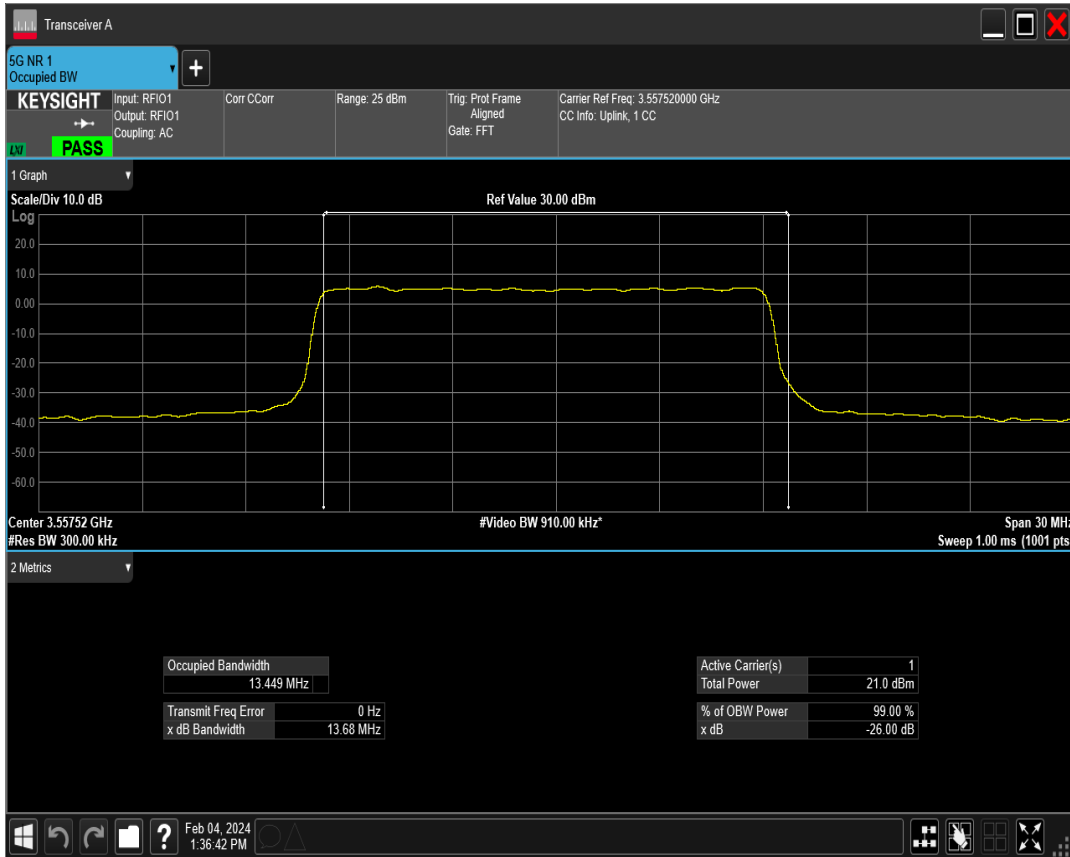 Transceiver A
5G NR 1
Occupied BW
KEYSIGHT
LXI
PASS
Input: RFIO1
Output: RFIO1
Coupling: AC
Corr CCorr
Range: 25 dBm
Trig: Prot Frame
Aligned
Gate: FFT
Carrier Ref Freq: 3.557520000 GHz
CC Info: Uplink, 1 CC
1 Graph
Scale/Div 10.0 dB
Ref Value 30.00 dBm
Log
20.0
10.0
0.00
-10.0
-20.0
-30.0
-40.0
-50.0
-60.0
Center 3.55752 GHz
#Video BW 910.00 kHz*
Span 30 MHz
#Res BW 300.00 kHz
Sweep 1.00 ms (1001 pts
2 Metrics
Occupied Bandwidth
13.449 MHz
Transmit Freq Error 0 Hz
x dB Bandwidth 13.68 MHz
Active Carrier(s) 1
Total Power 21.0 dBm
% of OBW Power 99.00 %
x dB -26.00 dB
?
Feb 04, 2024
1:36:42 PM